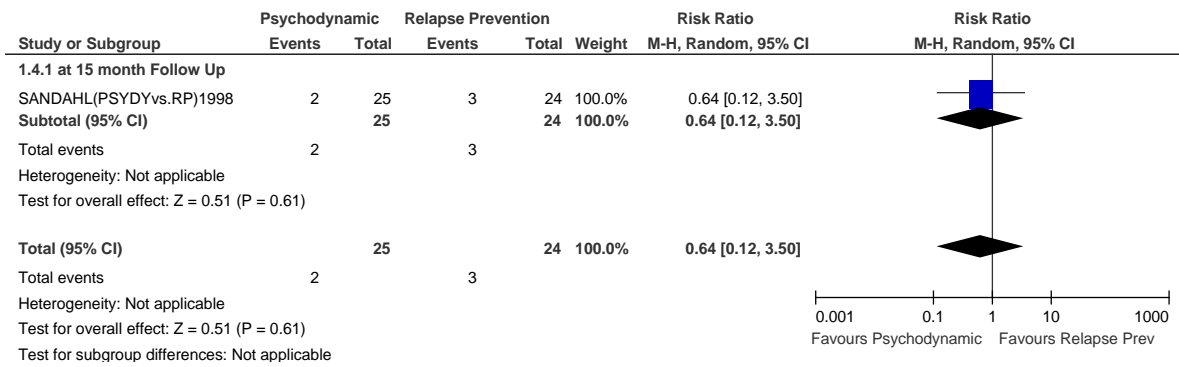 Psychodynamic Relapse Prevention Risk Ratio Risk Ratio
Study or Subgroup Events Total Events Total Weight M-H, Random, 95% CI M-H, Random, 95% CI
1.4.1 at 15 month Follow Up
SANDAHL(PSYDYvs.RP)1998 2 25 3 24 100.0% 0.64 [0.12, 3.50]
Subtotal (95% CI) 25 24 100.0% 0.64 [0.12, 3.50]
Total events 2 3
Heterogeneity: Not applicable
Test for overall effect: Z = 0.51 (P = 0.61)
Total (95% CI) 25 24 100.0% 0.64 [0.12, 3.50]
Total events 2 3
Heterogeneity: Not applicable
Test for overall effect: Z = 0.51 (P = 0.61)
Test for subgroup differences: Not applicable
0.001 0.1 1 10 1000
Favours Psychodynamic Favours Relapse Prev